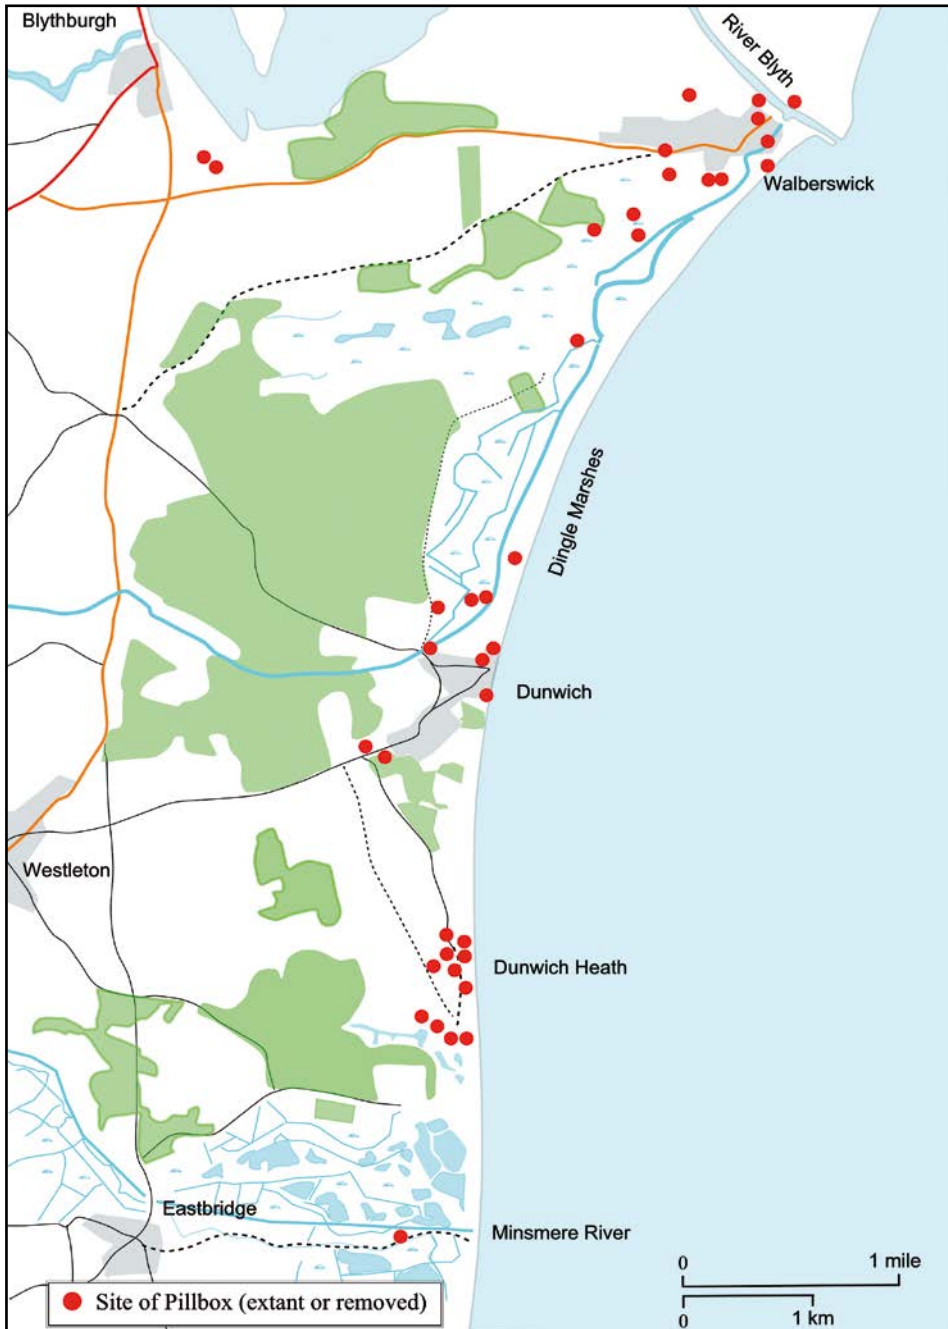 Blythburgh
River Blyth
Walberswick
Dingle Marshes
Dunwich
Westleton
Dunwich Heath
Eastbridge
Minsmere River
0 1 mile
0 1 km
Site of Pillbox (extant or removed)